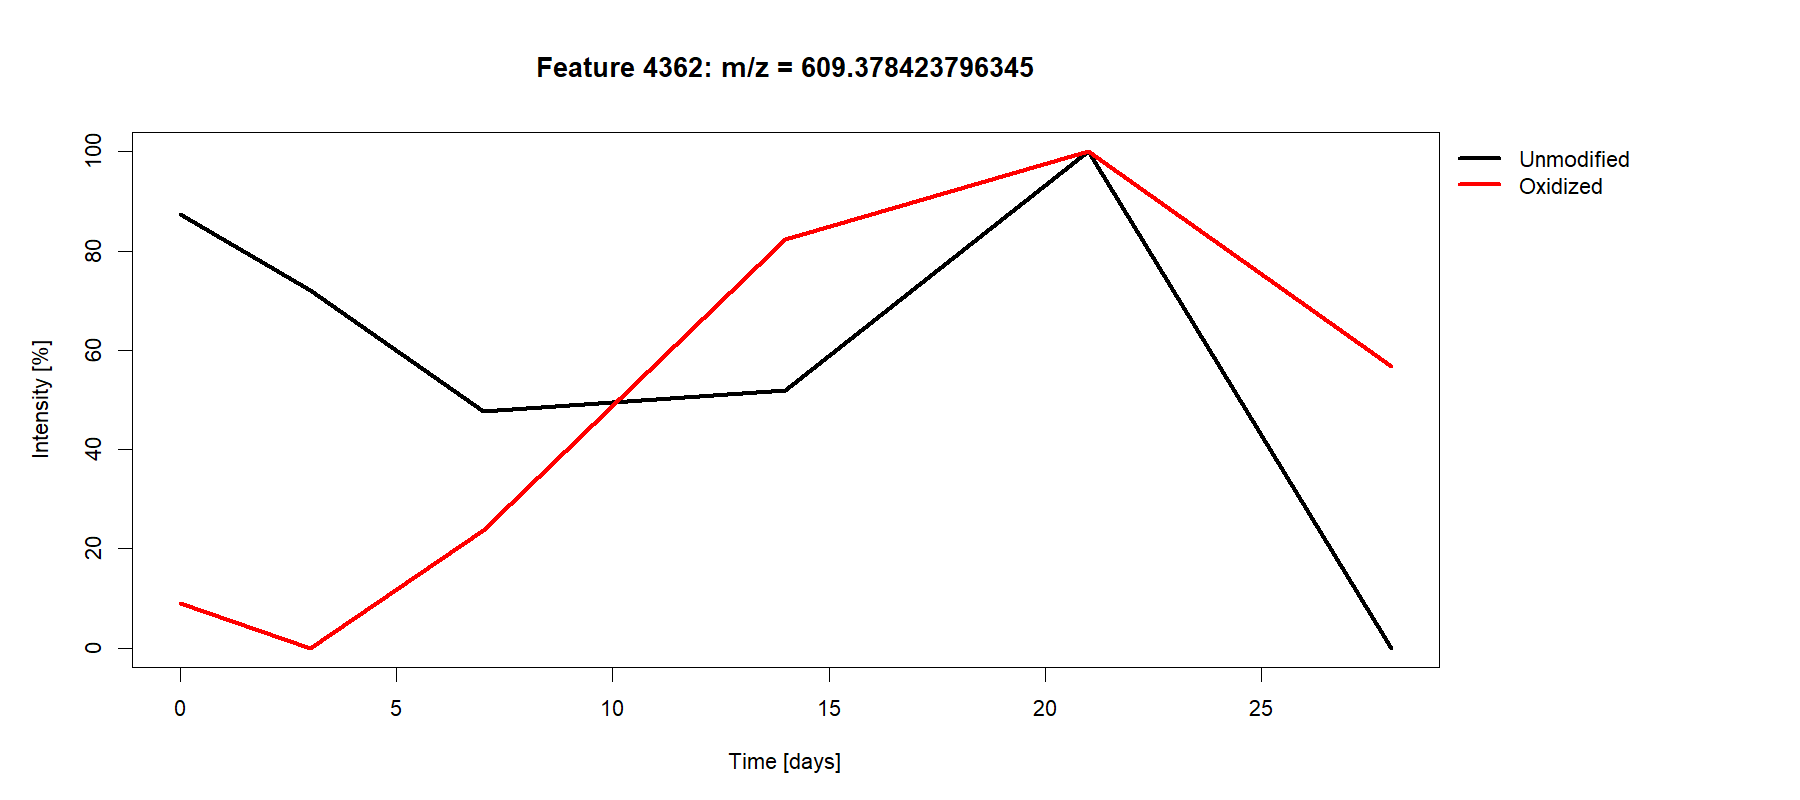 Feature 4362: m/z = 609.378423796345
Unmodified
Oxidized
Intensity [%]
100
80
60
40
20
0
0 5 10 15 20 25
Time [days]